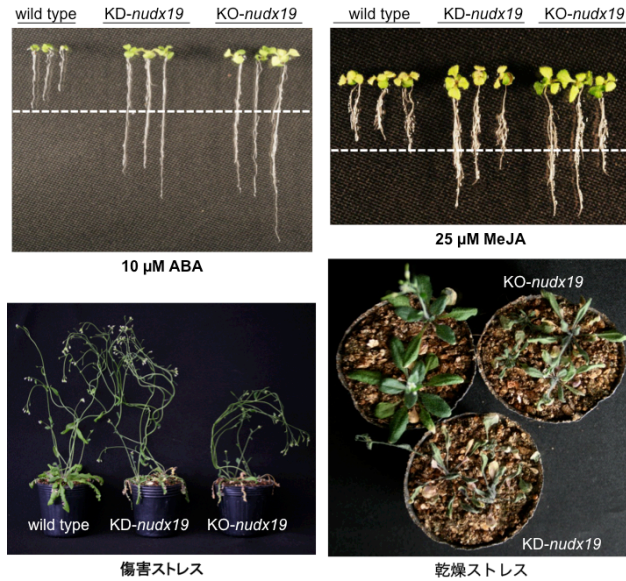 wild type KD-nudx19 KO-nudx19
10 µM ABA
wild type KD-nudx19 KO-nudx19
25 µM MeJA
wild type KD-nudx19 KO-nudx19
傷害ストレス
KO-nudx19
KD-nudx19
乾燥ストレス